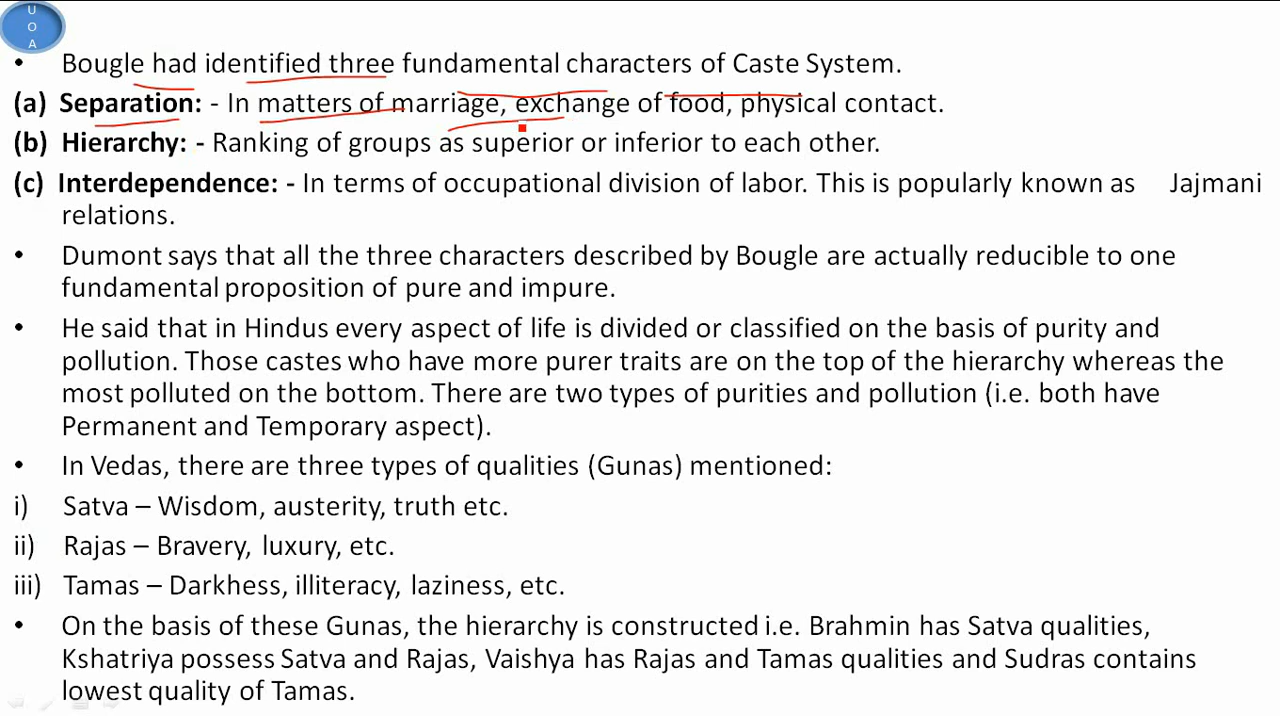 U
O
A
• Bougle had identified three fundamental characters of Caste System.
(a) Separation: - In matters of marriage, exchange of food, physical contact.
(b) Hierarchy: - Ranking of groups as superior or inferior to each other.
(c) Interdependence: - In terms of occupational division of labor. This is popularly known as Jajmani
relations.
• Dumont says that all the three characters described by Bougle are actually reducible to one
fundamental proposition of pure and impure.
• He said that in Hindus every aspect of life is divided or classified on the basis of purity and
pollution. Those castes who have more purer traits are on the top of the hierarchy whereas the
most polluted on the bottom. There are two types of purities and pollution (i.e. both have
Permanent and Temporary aspect).
• In Vedas, there are three types of qualities (Gunas) mentioned:
i) Satva – Wisdom, austerity, truth etc.
ii) Rajas – Bravery, luxury, etc.
iii) Tamas – Darkhess, illiteracy, laziness, etc.
• On the basis of these Gunas, the hierarchy is constructed i.e. Brahmin has Satva qualities,
Kshatriya possess Satva and Rajas, Vaishya has Rajas and Tamas qualities and Sudras contains
lowest quality of Tamas.